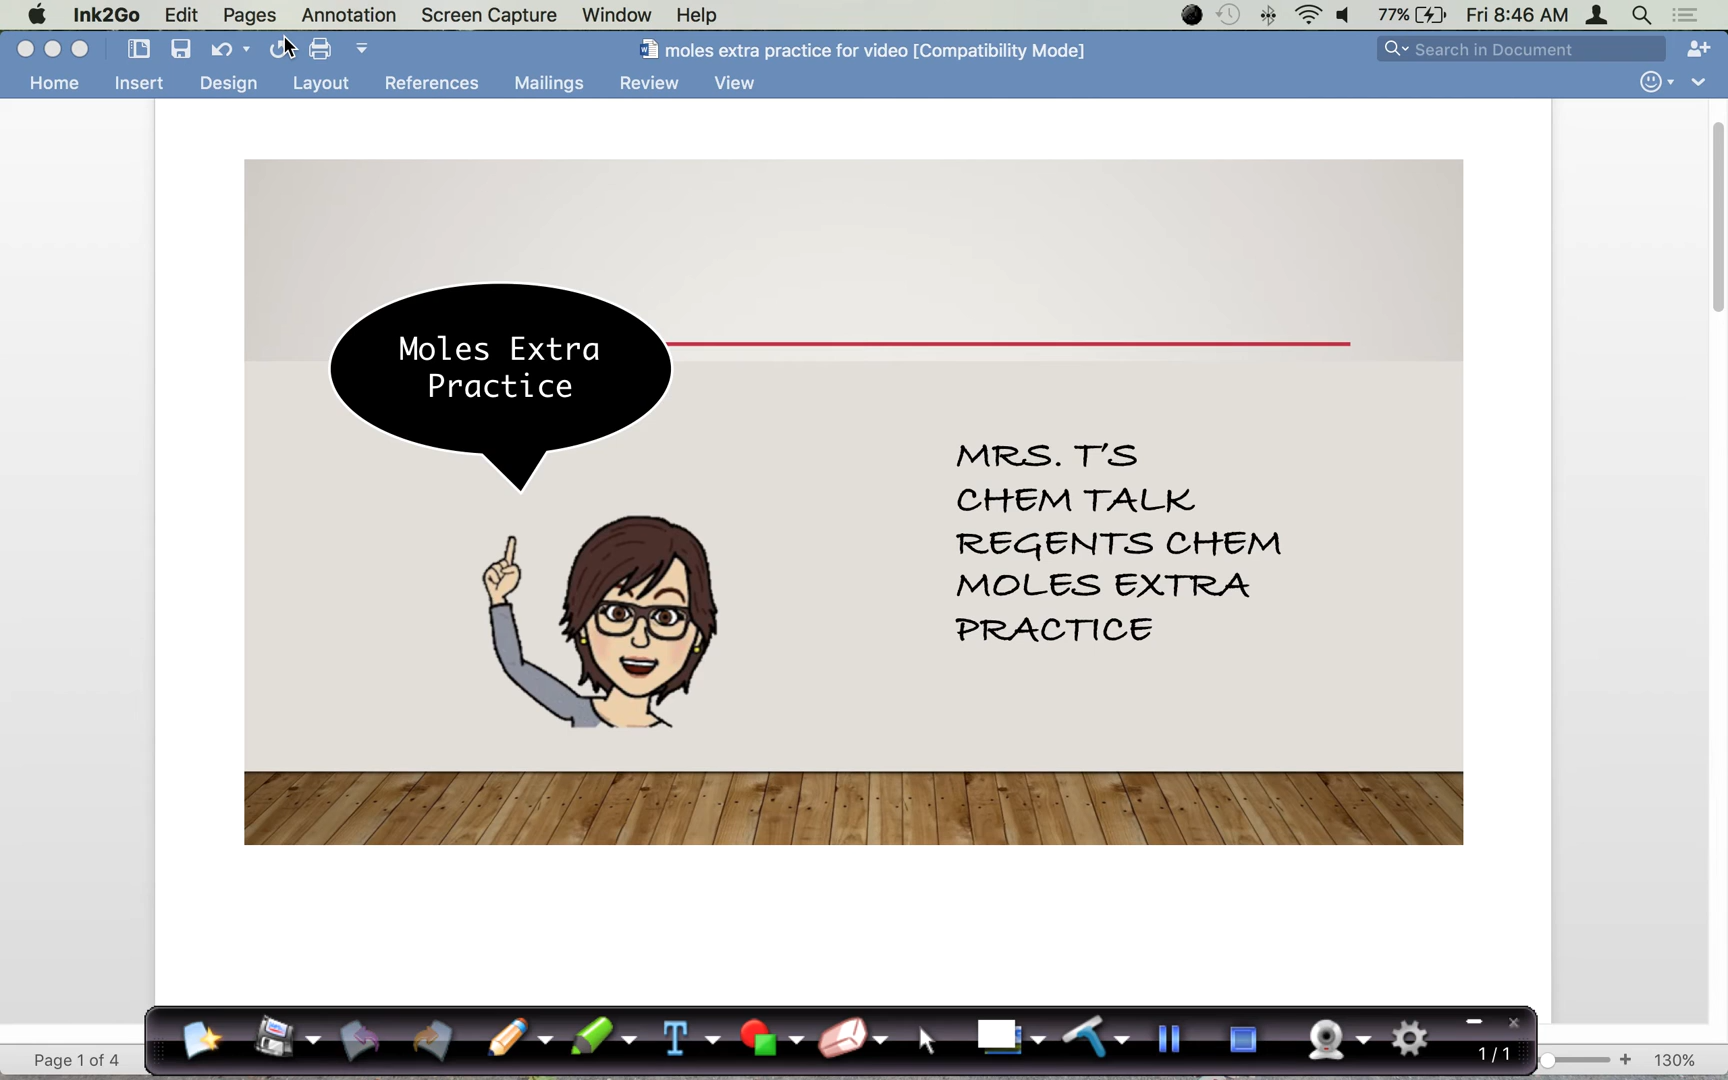 Ink2Go Edit Pages Annotation Screen Capture Window Help 77% Fri 8:46 AM
moles extra practice for video [Compatibility Mode] Search in Document
Home Insert Design Layout References Mailings Review View
Moles Extra
Practice
MRS. T'S
CHEM TALK
REGENTS CHEM
MOLES EXTRA
PRACTICE
T
1 / 1
Page 1 of 4 130%